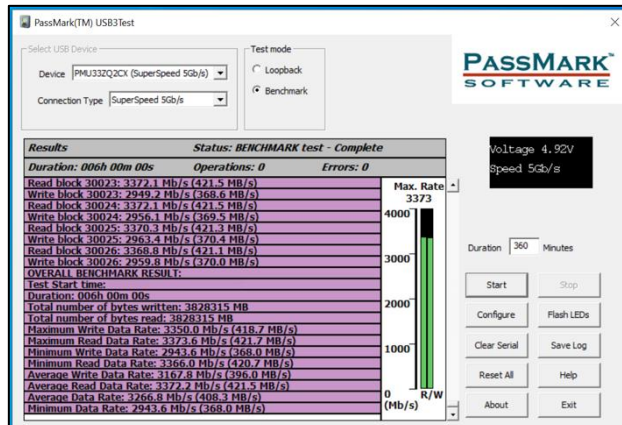 PassMark(TM) USB3Test
Select USB Device
Device PMU33ZQ2CX (SuperSpeed 5Gb/s)
Connection Type SuperSpeed 5Gb/s
Test mode
Loopback
Benchmark
PASSMARK™
SOFTWARE
Results Status: BENCHMARK test - Complete
Duration: 006h 00m 00s Operations: 0 Errors: 0
Read block 30023: 3372.1 Mb/s (421.5 MB/s)
Write block 30023: 2949.2 Mb/s (368.6 MB/s)
Read block 30024: 3372.1 Mb/s (421.5 MB/s)
Write block 30024: 2956.1 Mb/s (369.5 MB/s)
Read block 30025: 3370.3 Mb/s (421.3 MB/s)
Write block 30025: 2963.4 Mb/s (370.4 MB/s)
Read block 30026: 3368.8 Mb/s (421.1 MB/s)
Write block 30026: 2959.8 Mb/s (370.0 MB/s)
OVERALL BENCHMARK RESULT:
Test Start time:
Duration: 006h 00m 00s
Total number of bytes written: 3828315 MB
Total number of bytes read: 3828315 MB
Maximum Write Data Rate: 3350.0 Mb/s (418.7 MB/s)
Maximum Read Data Rate: 3373.6 Mb/s (421.7 MB/s)
Minimum Write Data Rate: 2943.6 Mb/s (368.0 MB/s)
Minimum Read Data Rate: 3366.0 Mb/s (420.7 MB/s)
Average Write Data Rate: 3167.8 Mb/s (396.0 MB/s)
Average Read Data Rate: 3372.2 Mb/s (421.5 MB/s)
Average Data Rate: 3266.8 Mb/s (408.3 MB/s)
Minimum Data Rate: 2943.6 Mb/s (368.0 MB/s)
Max. Rate
3373
4000
3000
2000
1000
0 R/W
(Mb/s)
Voltage 4.92V
Speed 5Gb/s
Duration 360 Minutes
Start Stop
Configure Flash LEDs
Clear Serial Save Log
Reset All Help
About Exit